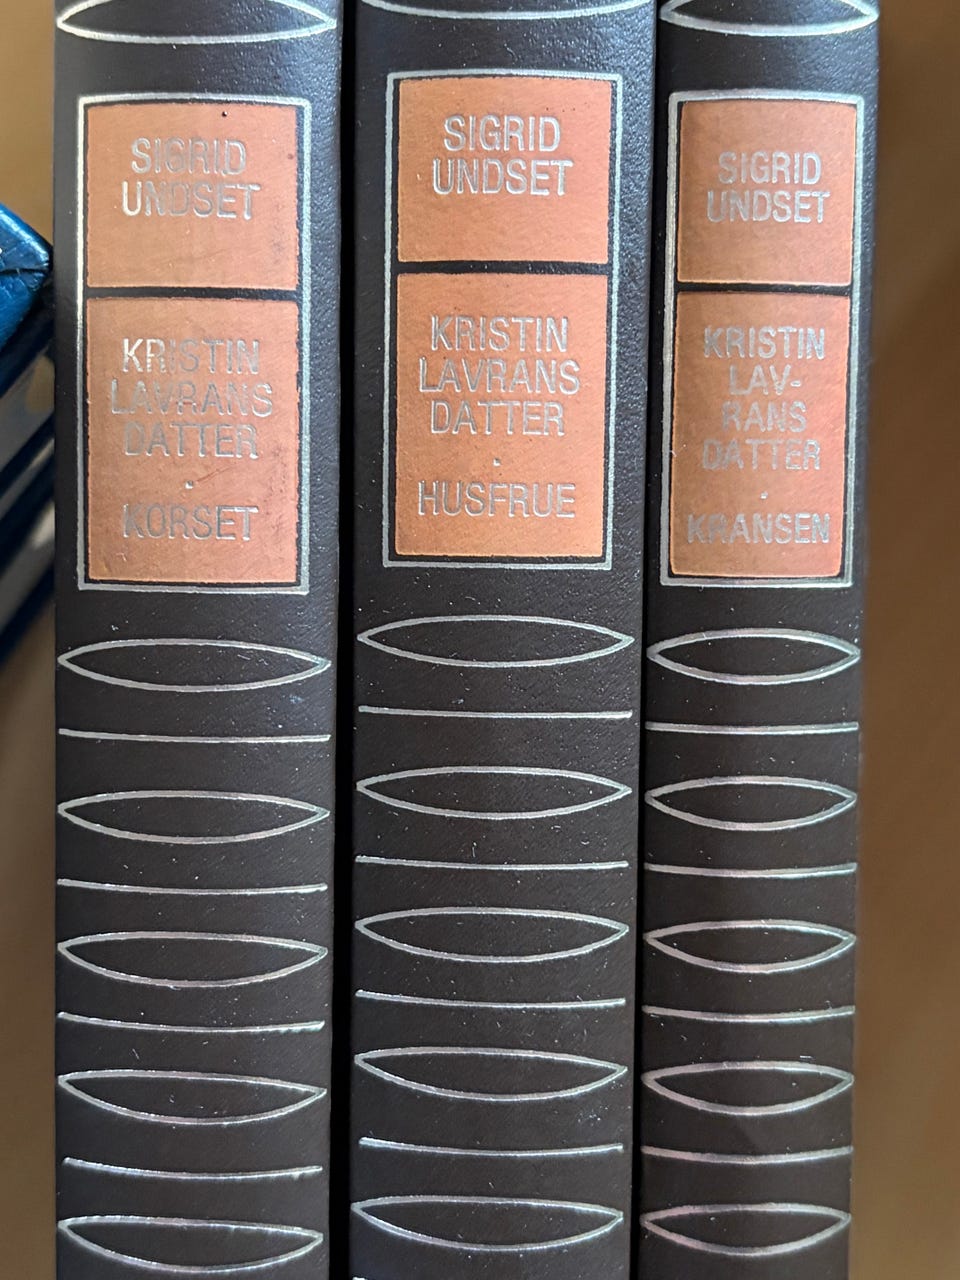 SIGRID
UNDSET
KRISTIN
LAVRANS
DATTER
·
KORSET
SIGRID
UNDSET
KRISTIN
LAVRANS
DATTER
·
HUSFRUE
SIGRID
UNDSET
KRISTIN
LAV-
RANS
DATTER
·
KRANSEN